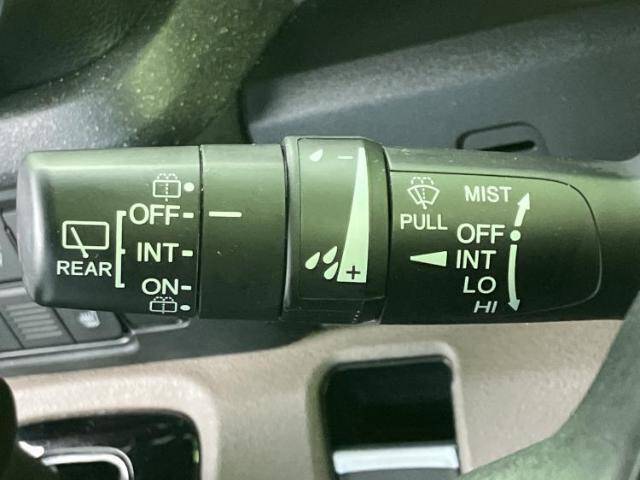 OFF
INT
REAR
ON
- 
+
PULL
MIST
OFF
INT
LO
HI